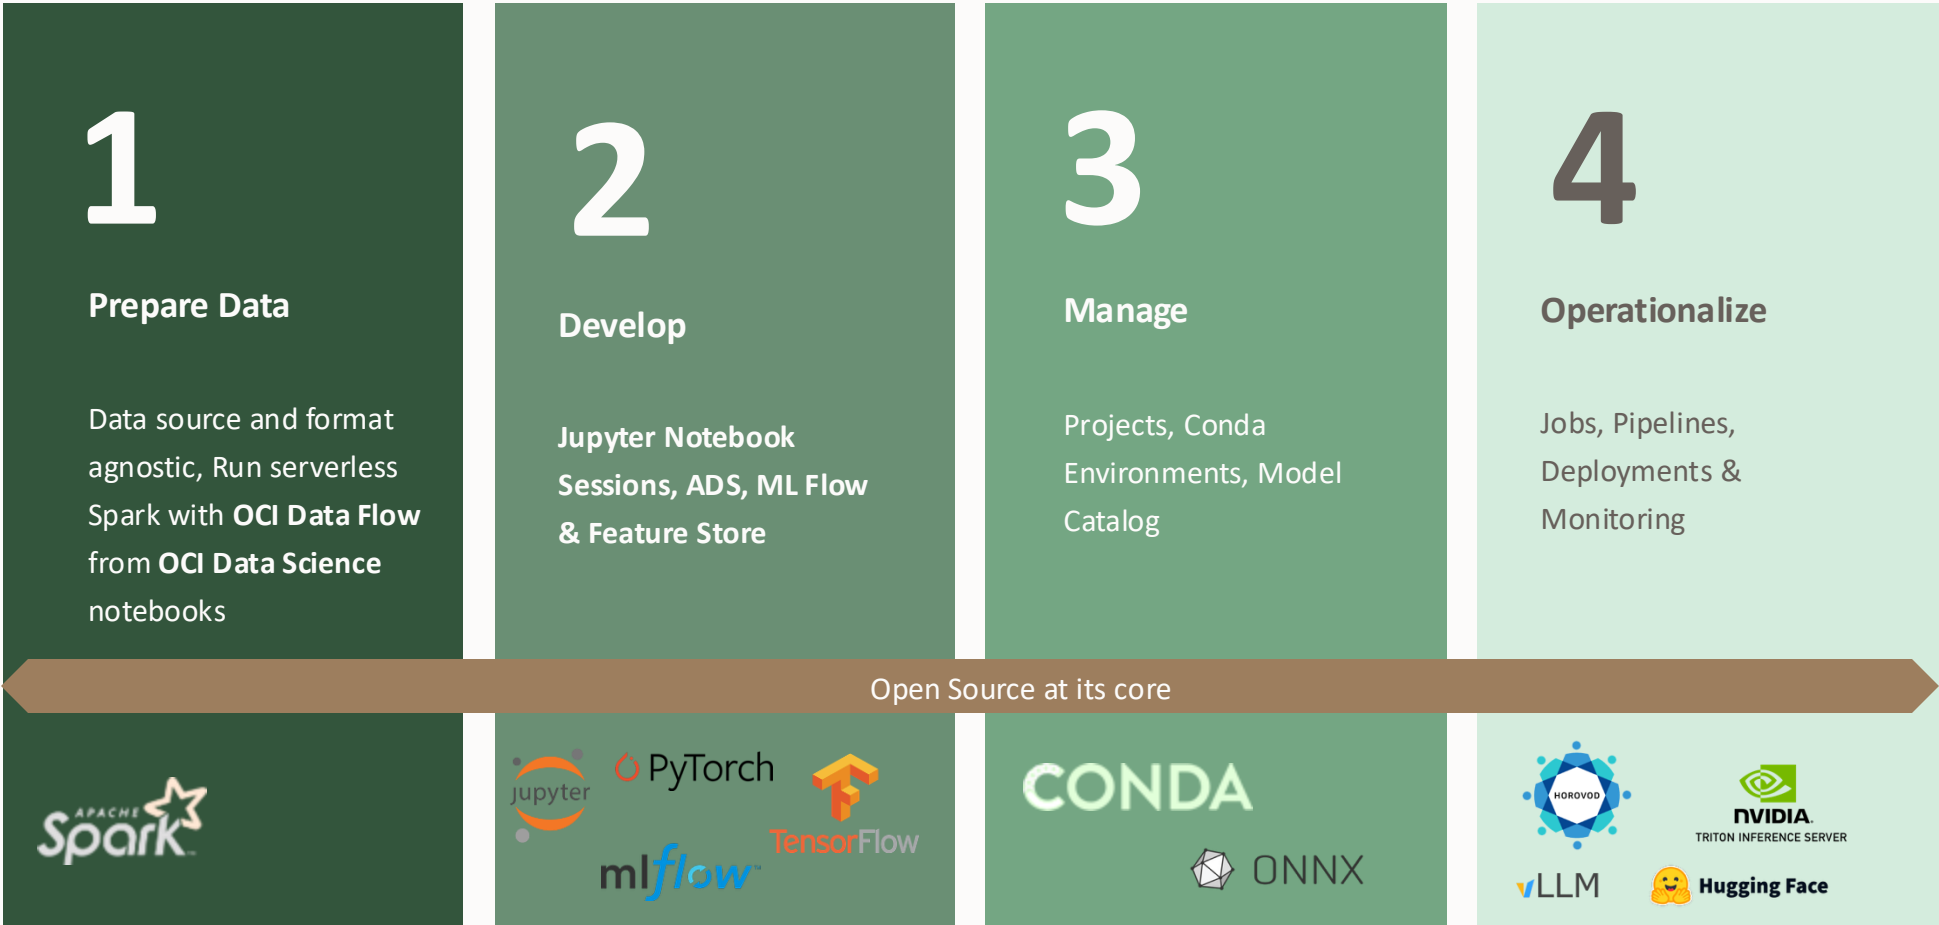 1
Prepare Data
Data source and format
agnostic, Run serverless
Spark with OCI Data Flow
from OCI Data Science
notebooks
2
Develop
Jupyter Notebook
Sessions, ADS, ML Flow
& Feature Store
3
Manage
Projects, Conda
Environments, Model
Catalog
4
Operationalize
Jobs, Pipelines,
Deployments &
Monitoring
Open Source at its core
APACHE
Spark™
jupyter
PyTorch
TensorFlow
mlflow™
CONDA
ONNX
HOROVOD
NVIDIA.
TRITON INFERENCE SERVER
vLLM
Hugging Face